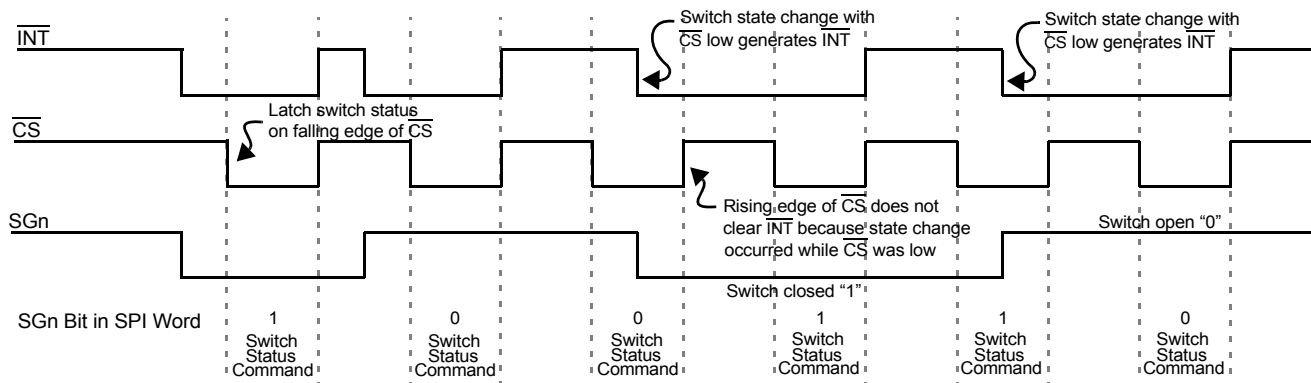 INT
Switch state change with
CS low generates INT
Switch state change with
CS low generates INT
Latch switch status
on falling edge of CS
CS
Rising edge of CS does not
clear INT because state change
occurred while CS was low
SGn
Switch open “0”
Switch closed “1”
SGn Bit in SPI Word
1
Switch
Status
Command
0
Switch
Status
Command
0
Switch
Status
Command
1
Switch
Status
Command
1
Switch
Status
Command
0
Switch
Status
Command